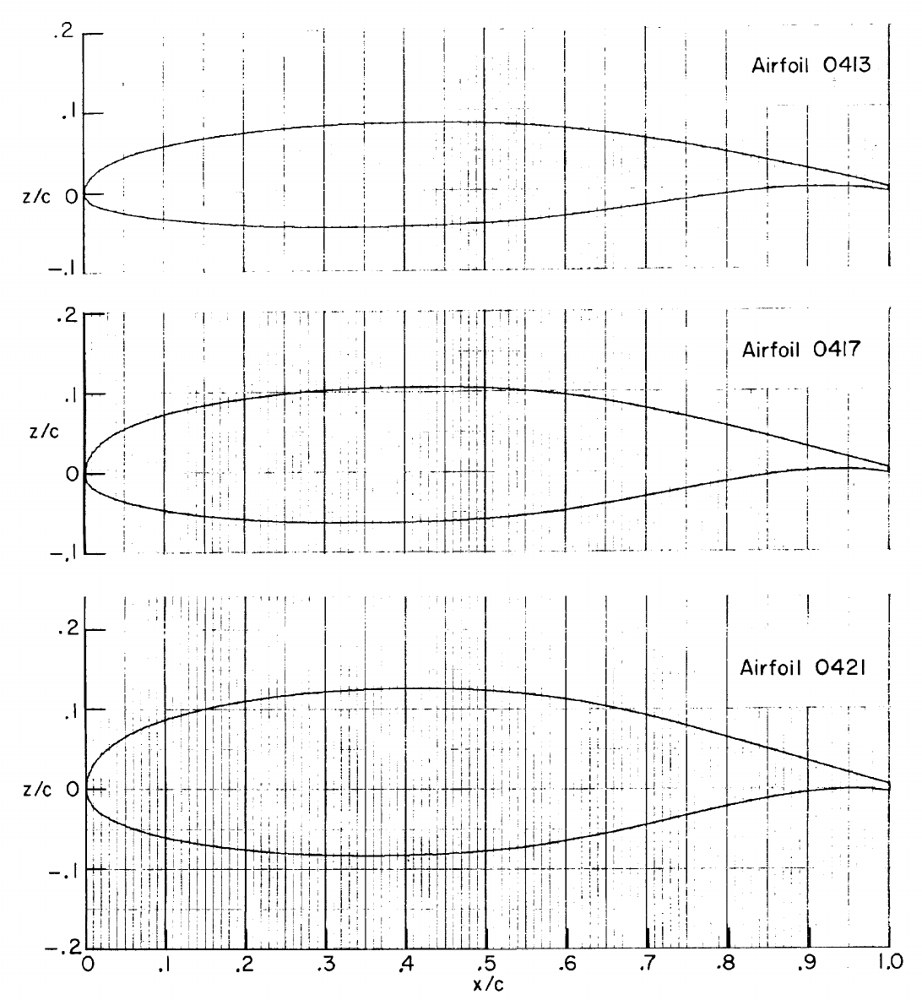 .2
Airfoil 0413
.1
z/c 0
-.1
.2
Airfoil 0417
.1
z/c
0
-.1
.2
Airfoil 0421
.1
z/c 0
-.1
-.2
0 .1 .2 .3 .4 .5 .6 .7 .8 .9 1.0
x/c